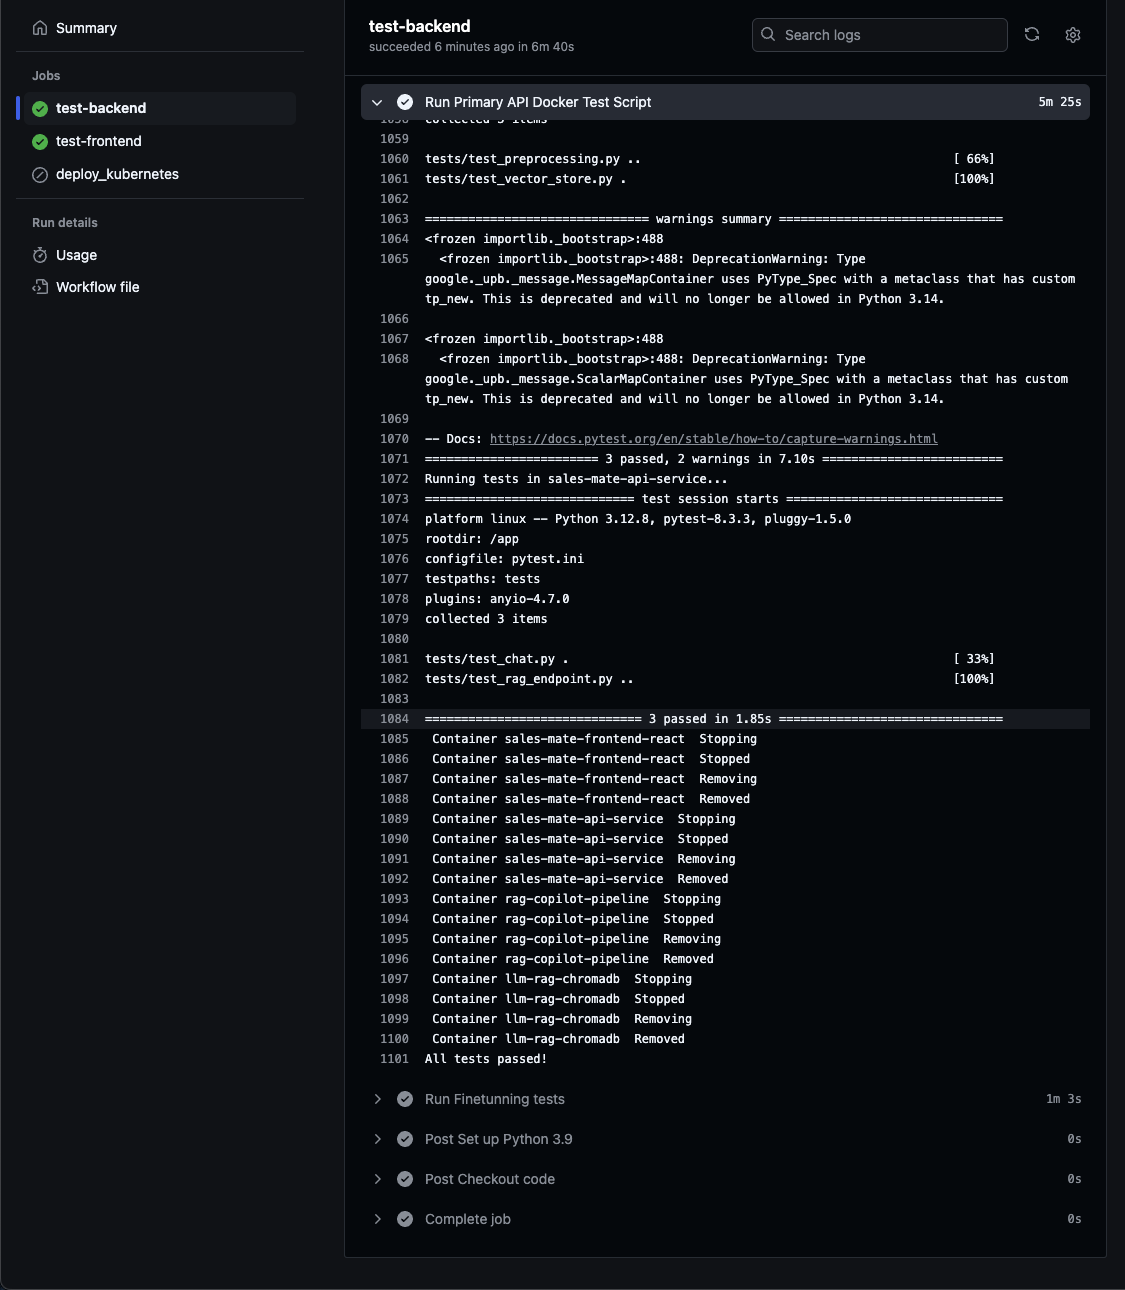 Summary
Jobs
test-backend
test-frontend
deploy_kubernetes
Run details
Usage
Workflow file
test-backend
succeeded 6 minutes ago in 6m 40s
Search logs
Run Primary API Docker Test Script 5m 25s
1058 collected 3 items
1059
1060 tests/test_preprocessing.py .. [ 66%]
1061 tests/test_vector_store.py . [100%]
1062
1063 =============================== warnings summary ===============================
1064 <frozen importlib._bootstrap>:488
1065 <frozen importlib._bootstrap>:488: DeprecationWarning: Type
google._upb._message.MessageMapContainer uses PyType_Spec with a metaclass that has custom
tp_new. This is deprecated and will no longer be allowed in Python 3.14.
1066
1067 <frozen importlib._bootstrap>:488
1068 <frozen importlib._bootstrap>:488: DeprecationWarning: Type
google._upb._message.ScalarMapContainer uses PyType_Spec with a metaclass that has custom
tp_new. This is deprecated and will no longer be allowed in Python 3.14.
1069
1070 -- Docs: https://docs.pytest.org/en/stable/how-to/capture-warnings.html
1071 ======================== 3 passed, 2 warnings in 7.10s =========================
1072 Running tests in sales-mate-api-service...
1073 ============================= test session starts ==============================
1074 platform linux -- Python 3.12.8, pytest-8.3.3, pluggy-1.5.0
1075 rootdir: /app
1076 configfile: pytest.ini
1077 testpaths: tests
1078 plugins: anyio-4.7.0
1079 collected 3 items
1080
1081 tests/test_chat.py . [ 33%]
1082 tests/test_rag_endpoint.py .. [100%]
1083
1084 ============================== 3 passed in 1.85s ===============================
1085 Container sales-mate-frontend-react Stopping
1086 Container sales-mate-frontend-react Stopped
1087 Container sales-mate-frontend-react Removing
1088 Container sales-mate-frontend-react Removed
1089 Container sales-mate-api-service Stopping
1090 Container sales-mate-api-service Stopped
1091 Container sales-mate-api-service Removing
1092 Container sales-mate-api-service Removed
1093 Container rag-copilot-pipeline Stopping
1094 Container rag-copilot-pipeline Stopped
1095 Container rag-copilot-pipeline Removing
1096 Container rag-copilot-pipeline Removed
1097 Container llm-rag-chromadb Stopping
1098 Container llm-rag-chromadb Stopped
1099 Container llm-rag-chromadb Removing
1100 Container llm-rag-chromadb Removed
1101 All tests passed!
Run Finetunning tests 1m 3s
Post Set up Python 3.9 0s
Post Checkout code 0s
Complete job 0s